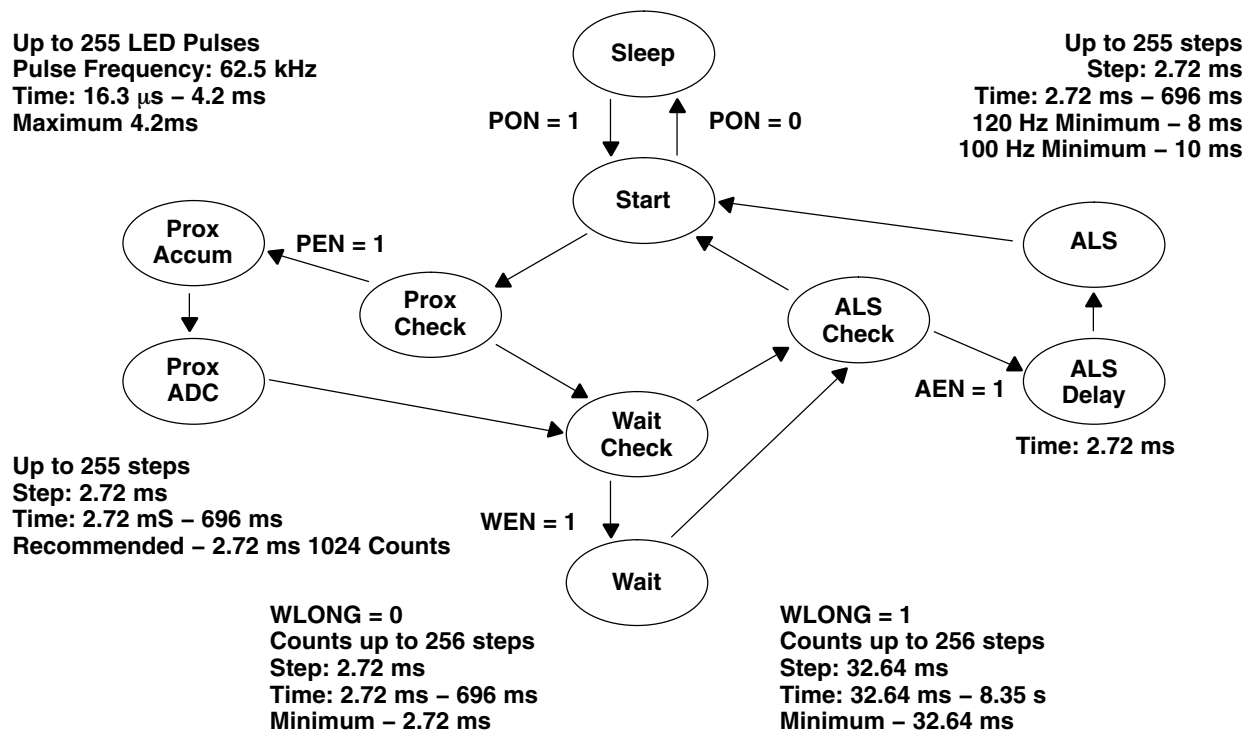 Up to 255 LED Pulses
Pulse Frequency: 62.5 kHz
Time: 16.3 μs – 4.2 ms
Maximum 4.2ms
Sleep
Up to 255 steps
Step: 2.72 ms
Time: 2.72 ms – 696 ms
120 Hz Minimum – 8 ms
100 Hz Minimum – 10 ms
PON = 1
PON = 0
Start
Prox
Accum
PEN = 1
ALS
Prox
Check
ALS
Check
Prox
ADC
AEN = 1
ALS
Delay
Time: 2.72 ms
Wait
Check
Up to 255 steps
Step: 2.72 ms
Time: 2.72 mS – 696 ms
Recommended – 2.72 ms 1024 Counts
WEN = 1
Wait
WLONG = 0
Counts up to 256 steps
Step: 2.72 ms
Time: 2.72 ms – 696 ms
Minimum – 2.72 ms
WLONG = 1
Counts up to 256 steps
Step: 32.64 ms
Time: 32.64 ms – 8.35 s
Minimum – 32.64 ms